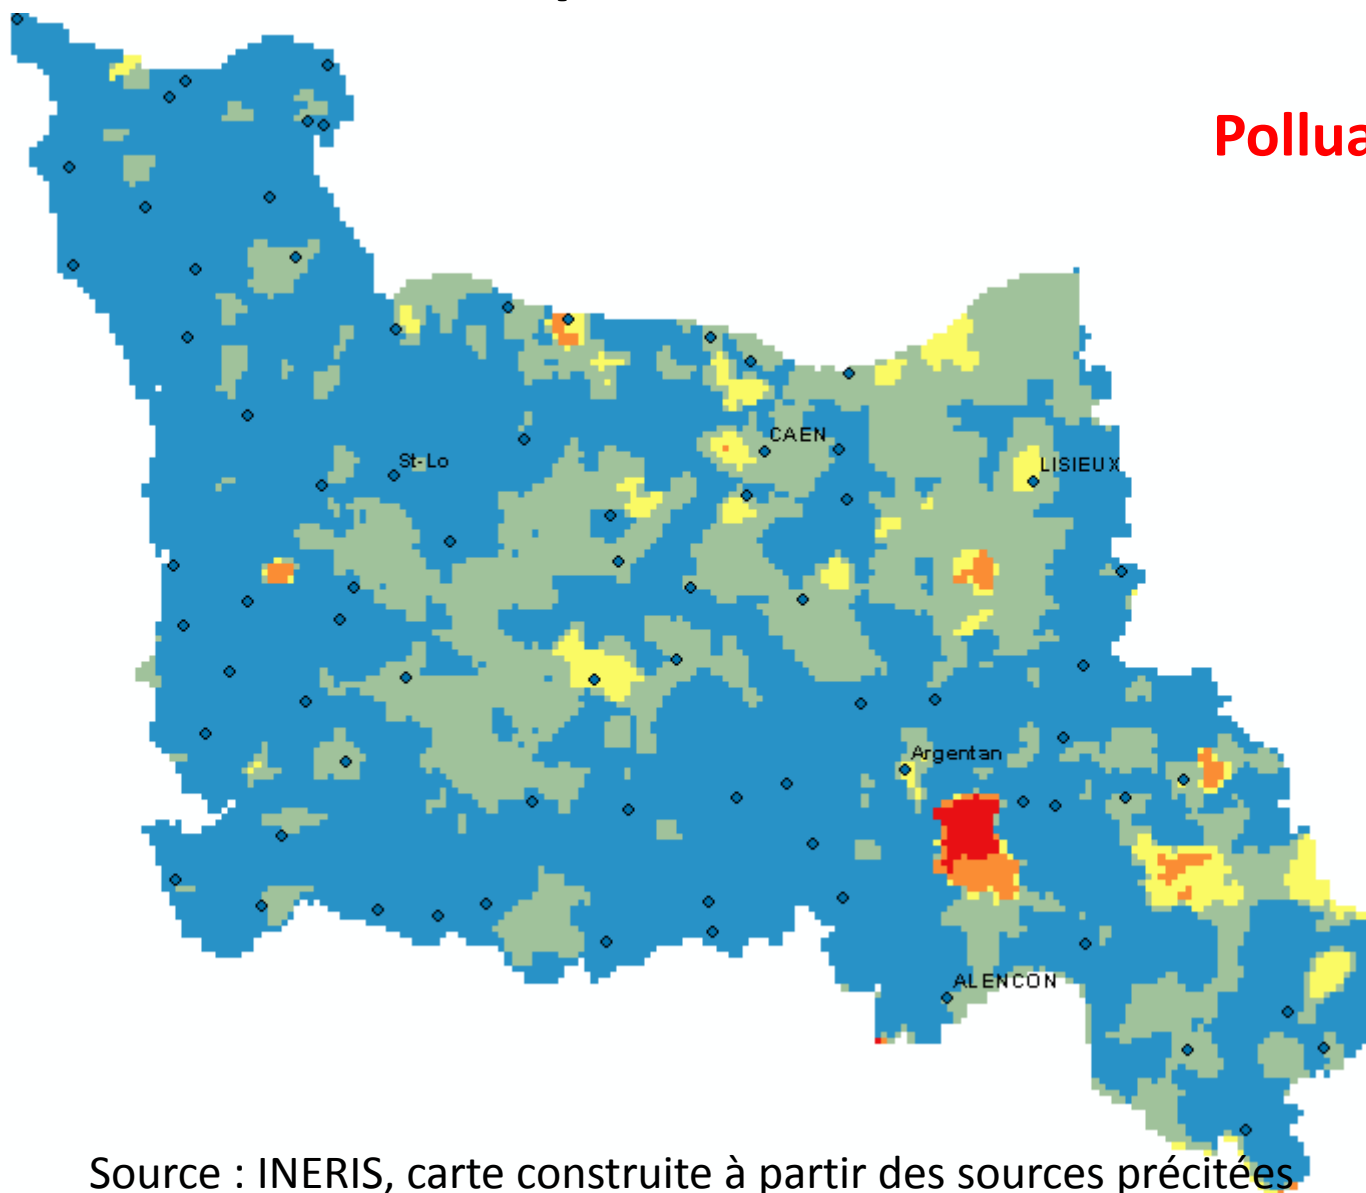 Pollua
CAEN
St-Lo
LISIEUX
Argentan
ALENCON
Source : INERIS, carte construite à partir des sources précitées